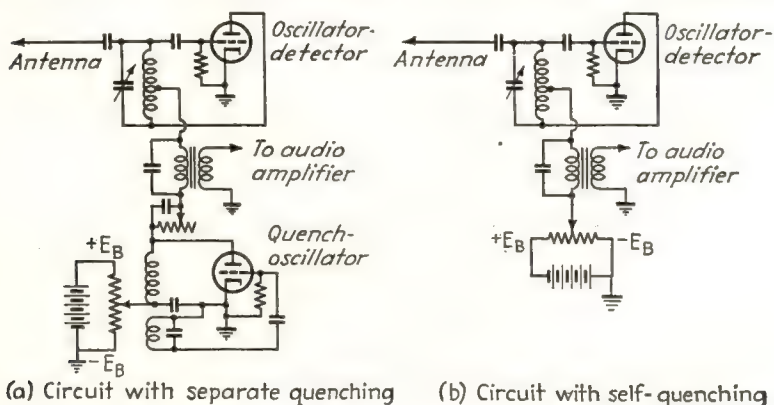 Oscillator-
detector
Antenna
To audio
amplifier
Quench-
oscillator
+E_B
-E_B
(a) Circuit with separate quenching
Oscillator-
detector
Antenna
To audio
amplifier
+E_B
-E_B
(b) Circuit with self-quenching